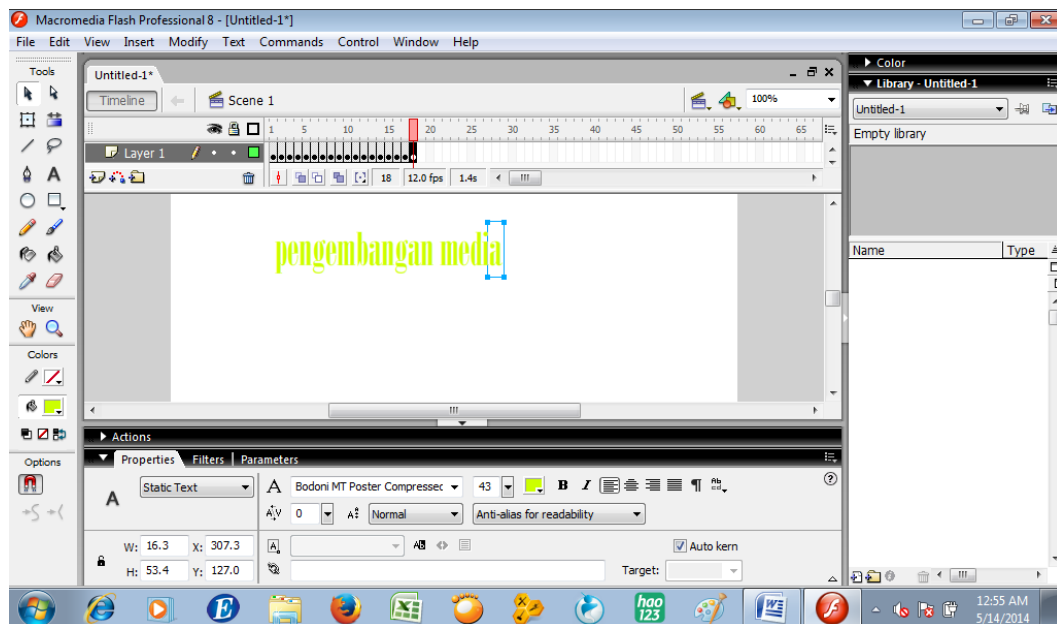 Macromedia Flash Professional 8 - [Untitled-1*]
File Edit View Insert Modify Text Commands Control Window Help
Tools
View
Colors
Options
Untitled-1*
Timeline Scene 1 100%
1 5 10 15 20 25 30 35 40 45 50 55 60 65
Layer 1
18 12.0 fps 1.4s
pengembangan media
Actions
Properties Filters Parameters
A Static Text A Bodoni MT Poster Compressec 43 B I ¶
A|V 0 Normal Anti-alias for readability
W: 16.3 X: 307.3 Auto kern
H: 53.4 Y: 127.0 Target:
Color
Library - Untitled-1
Untitled-1
Empty library
Name Type
hao
123
12:55 AM
5/14/2014